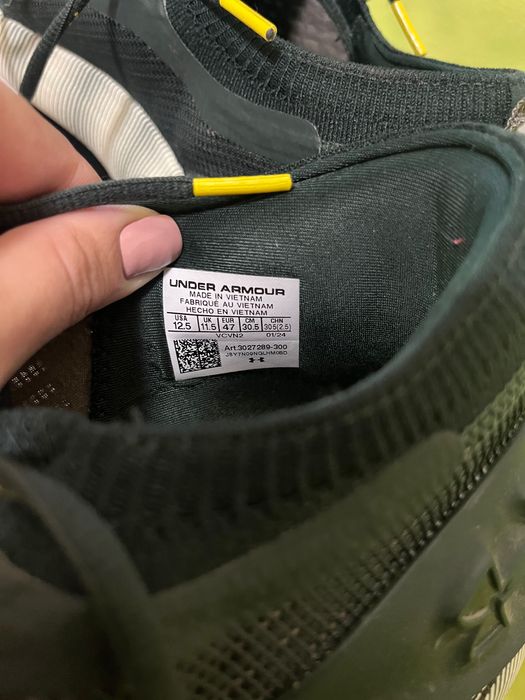 UNDER ARMOUR
MADE IN VIETNAM
FABRIQUÉ AU VIETNAM
HECHO EN VIETNAM
USA UK EUR CM CHN
12.5 11.5 47 30.5 305(2.5)
VCVN2 01/24
Art.3027289-300